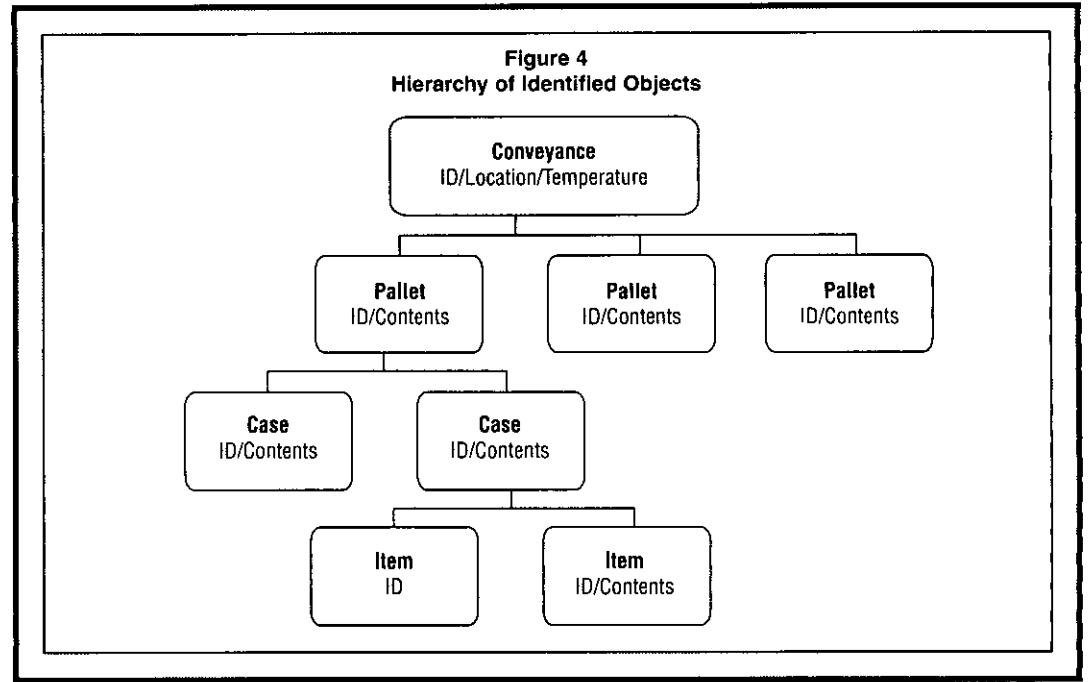 Figure 4
Hierarchy of Identified Objects
Conveyance
ID/Location/Temperature
Pallet
ID/Contents
Pallet
ID/Contents
Pallet
ID/Contents
Case
ID/Contents
Case
ID/Contents
Item
ID
Item
ID/Contents